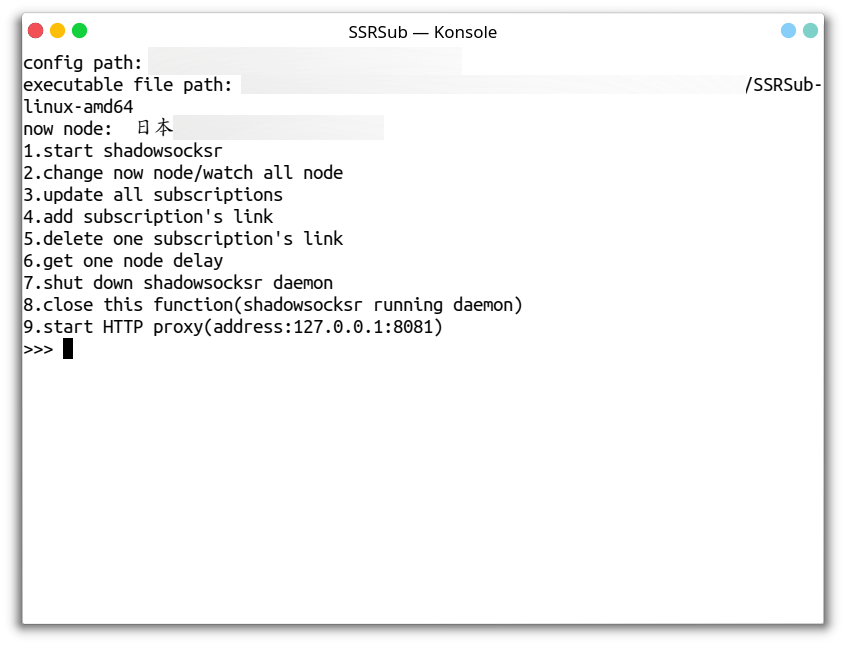 SSRSub — Konsole
config path:
executable file path: /SSRSub-
linux-amd64
now node: 日本
1.start shadowsocksr
2.change now node/watch all node
3.update all subscriptions
4.add subscription's link
5.delete one subscription's link
6.get one node delay
7.shut down shadowsocksr daemon
8.close this function(shadowsocksr running daemon)
9.start HTTP proxy(address:127.0.0.1:8081)
>>>